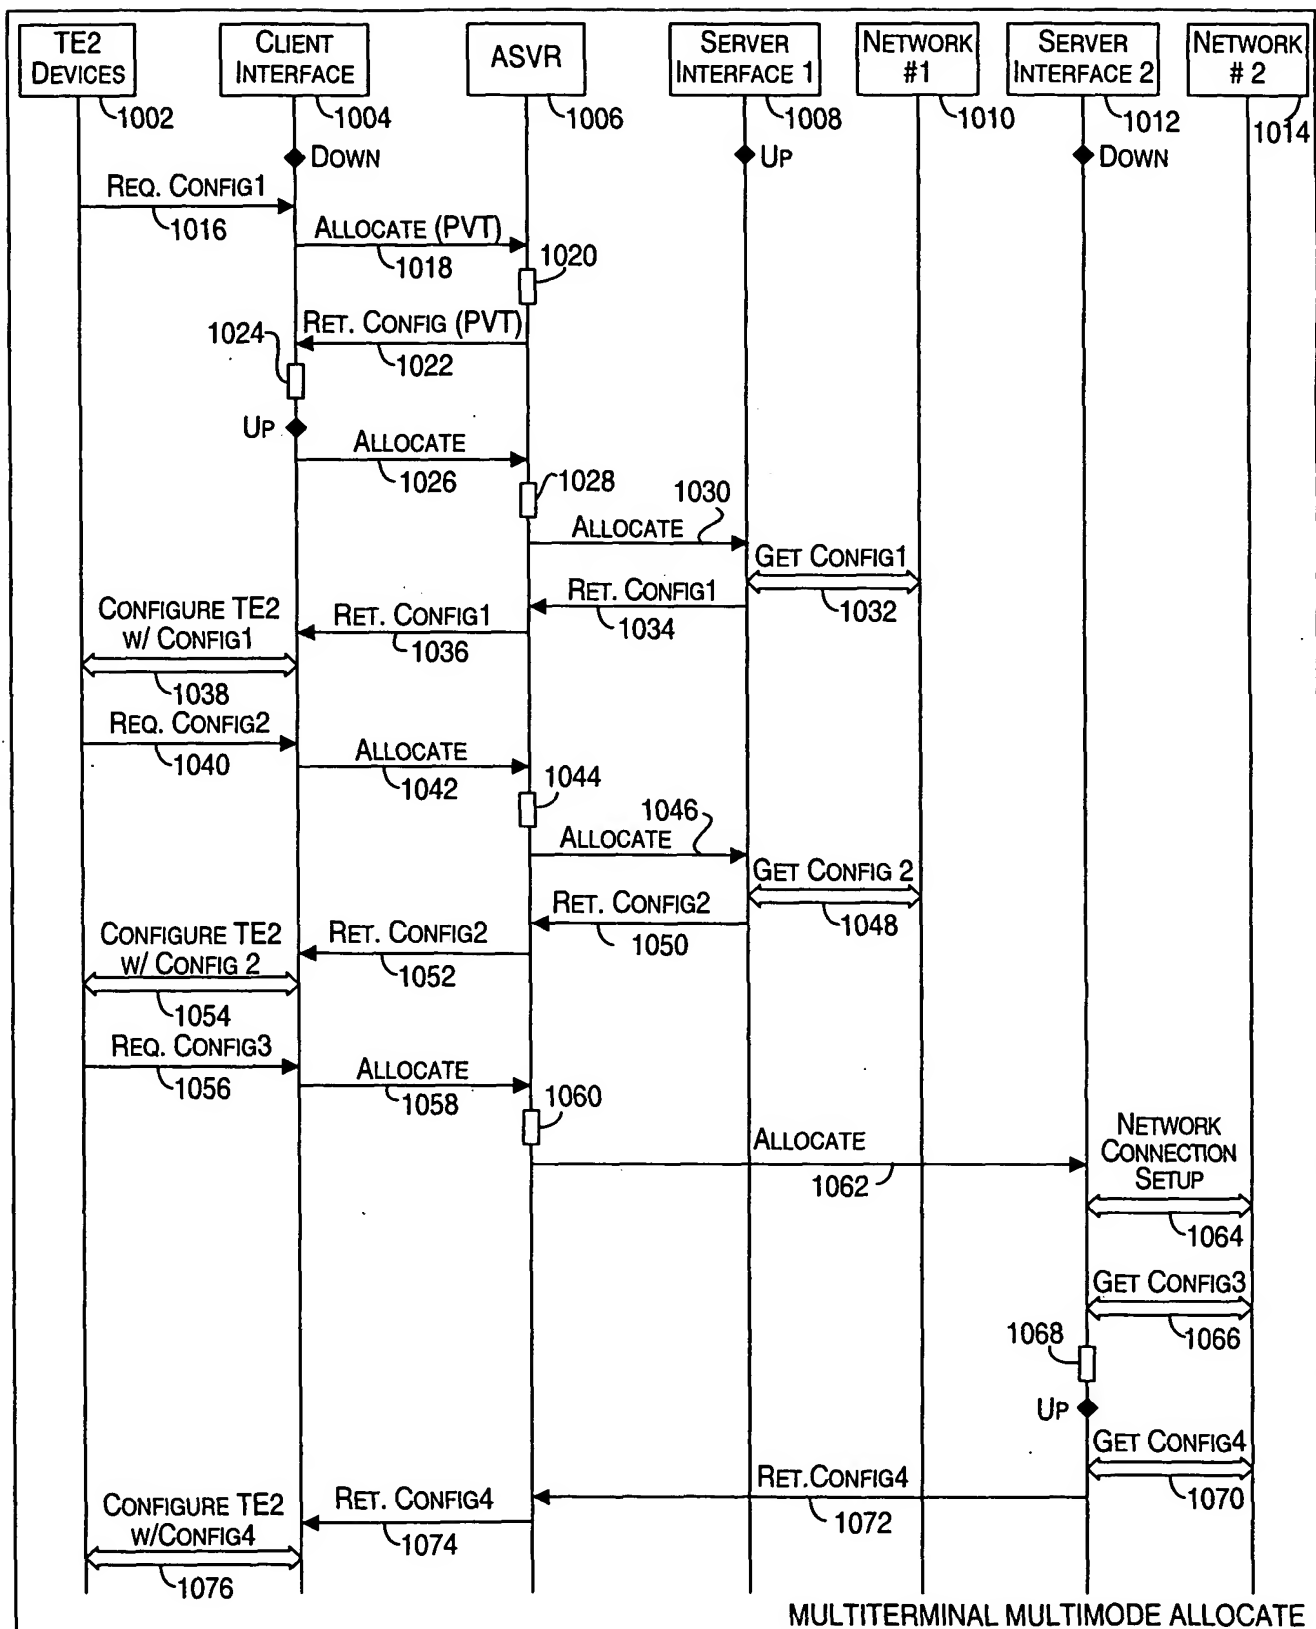 TE2
DEVICES
1002
CLIENT
INTERFACE
1004
ASVR
1006
SERVER
INTERFACE 1
1008
NETWORK
#1
1010
SERVER
INTERFACE 2
1012
NETWORK
# 2
1014
DOWN
UP
DOWN
REQ. CONFIG1
1016
ALLOCATE (PVT)
1018
1020
RET. CONFIG (PVT)
1022
1024
UP
ALLOCATE
1026
1028
ALLOCATE
1030
GET CONFIG1
1032
RET. CONFIG1
1034
RET. CONFIG1
1036
CONFIGURE TE2
W/ CONFIG1
1038
REQ. CONFIG2
1040
ALLOCATE
1042
1044
ALLOCATE
1046
GET CONFIG 2
1048
RET. CONFIG2
1050
RET. CONFIG2
1052
CONFIGURE TE2
W/ CONFIG 2
1054
REQ. CONFIG3
1056
ALLOCATE
1058
1060
ALLOCATE
1062
NETWORK
CONNECTION
SETUP
1064
GET CONFIG3
1066
1068
UP
GET CONFIG4
1070
RET.CONFIG4
1072
RET. CONFIG4
1074
CONFIGURE TE2
W/CONFIG4
1076
MULTITERMINAL MULTIMODE ALLOCATE